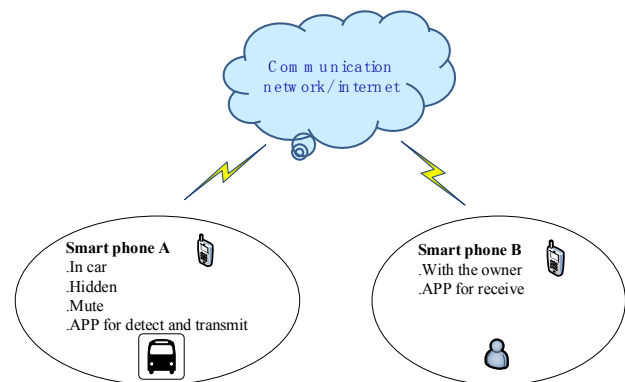 Communication
network/internet
Smart phone A
.In car
.Hidden
.Mute
.APP for detect and transmit
Smart phone B
.With the owner
.APP for receive